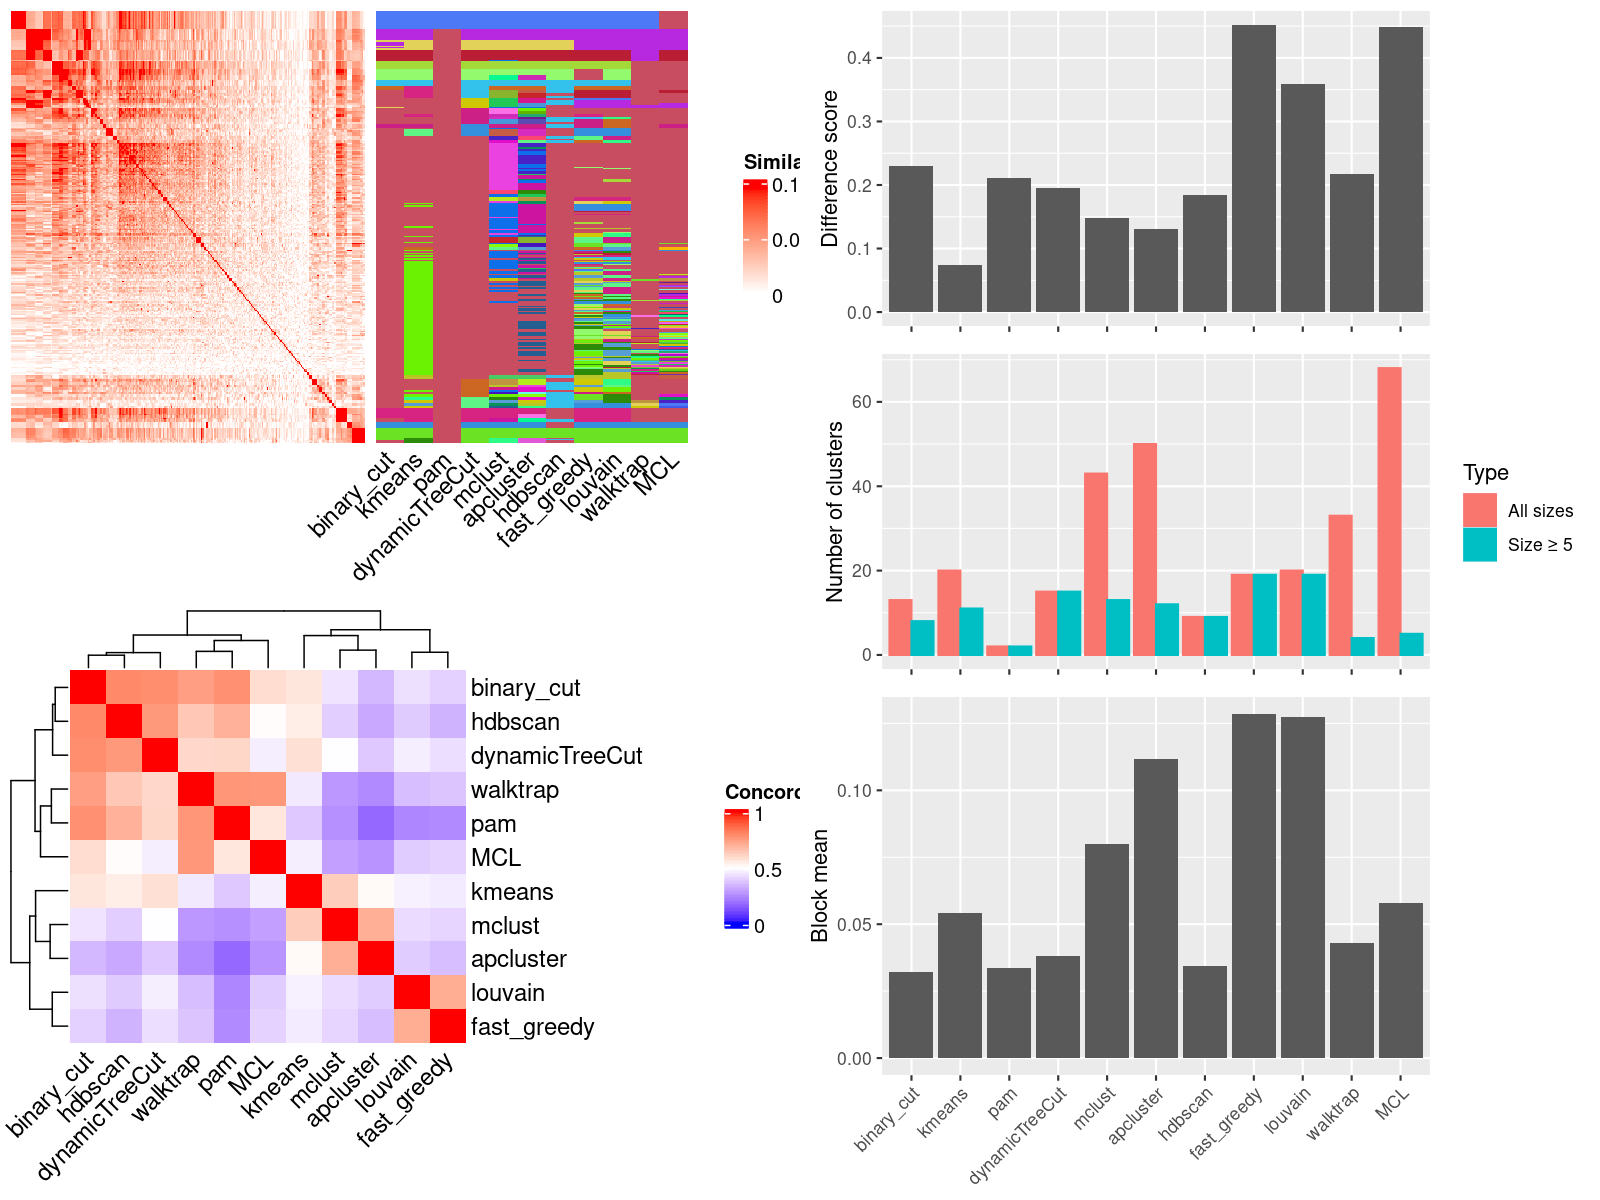 Simila
0.1
0.0
0
binary_cut
kmeans
pam
dynamicTreeCut
mclust
apcluster
hdbscan
fast_greedy
louvain
walktrap
MCL
binary_cut
hdbscan
dynamicTreeCut
walktrap
pam
MCL
kmeans
mclust
apcluster
louvain
fast_greedy
binary_cut
hdbscan
dynamicTreeCut
walktrap
pam
MCL
kmeans
mclust
apcluster
louvain
fast_greedy
Concord
1
0.5
0
Difference score
0.4
0.3
0.2
0.1
0.0
Number of clusters
60
40
20
0
Type
All sizes
Size ≥ 5
Block mean
0.10
0.05
0.00
binary_cut
kmeans
pam
dynamicTreeCut
mclust
apcluster
hdbscan
fast_greedy
louvain
walktrap
MCL